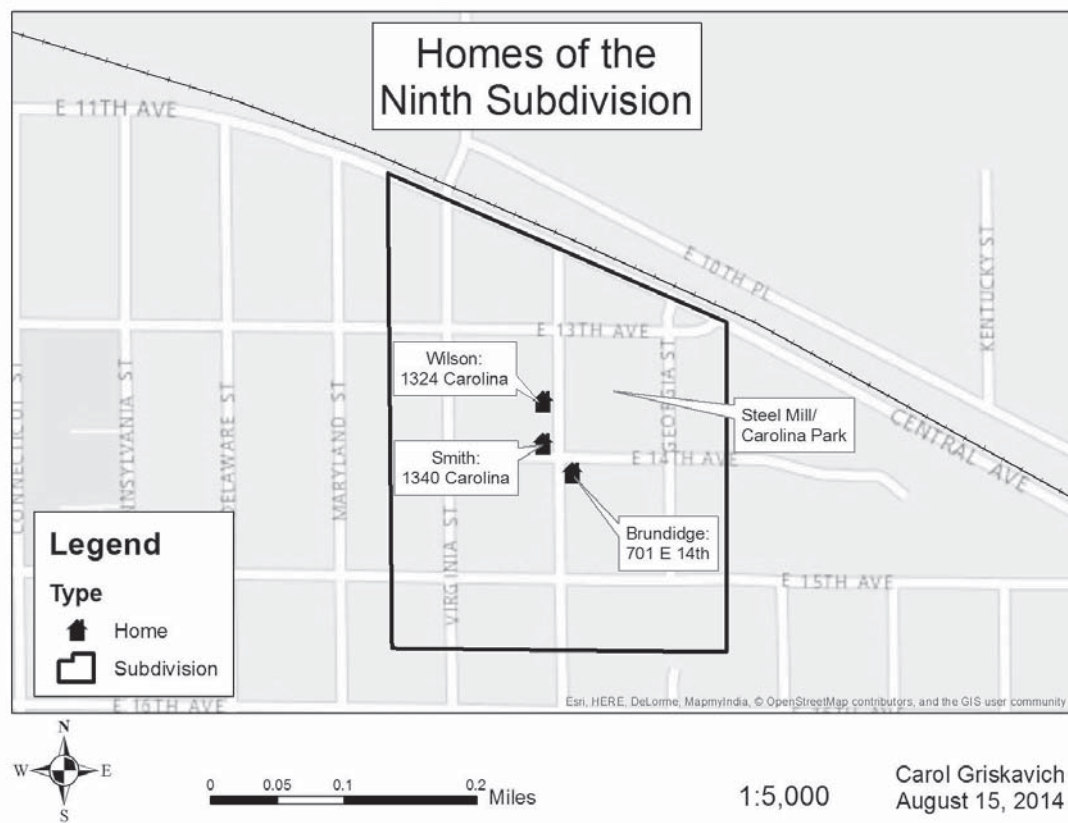 Homes of the
Ninth Subdivision
E 11TH AVE
E 10TH PL
KENTUCKY ST
E 13TH AVE
Wilson:
1324 Carolina
CONNECTICUT ST
NNSYLVANIA ST
DELAWARE ST
MARYLAND ST
GEORGIA ST
Steel Mill/
Carolina Park
CENTRAL AVE
Smith:
1340 Carolina
E 14TH AVE
Brundidge:
701 E 14th
VIRGINIA ST
E 15TH AVE
Legend
Type
Home
Subdivision
E 16TH AVE
Esri, HERE, DeLorme, MapmyIndia, © OpenStreetMap contributors, and the GIS user community
N
W
E
S
0 0.05 0.1 0.2
Miles
1:5,000
Carol Griskavich
August 15, 2014